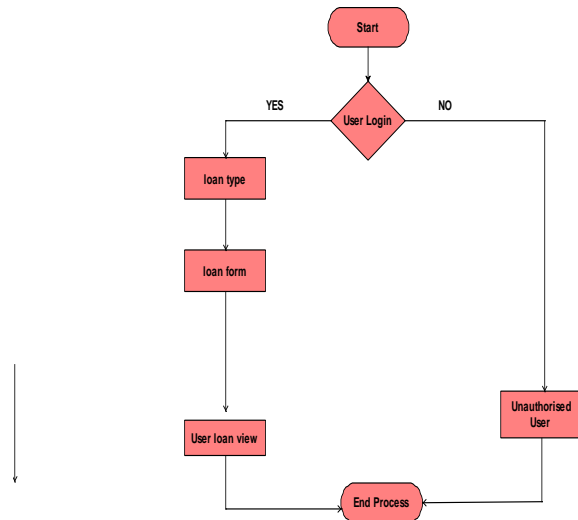 Start
YES
NO
User Login
loan type
loan form
Unauthorised
User
User loan view
End Process